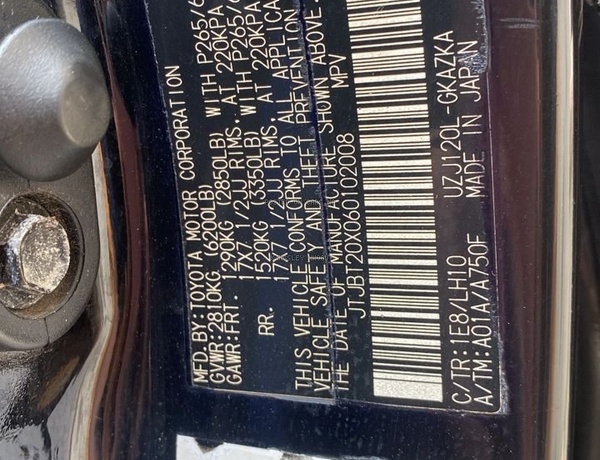 MFD.BY:TOYOTA MOTOR CORPORATION
GVWR:2810KG (6200LB)
GAWR:FRT. 1290KG (2850LB) WITH P265/6
17X7 1/2JJ RIMS. AT 220KPA
RR. 1520KG (3350LB) WITH P265/6
17X7 1/2JJ RIMS. AT 220KPA
THIS VEHICLE CONFORMS TO ALL APPLICA
VEHICLE SAFETY AND THEFT PREVENTION
THE DATE OF MANUFACTURE SHOWN ABOVE.
JTJBT20X060102008 MPV
C/TR:1E8/LH10 UZJ120L-GKAZKA
A/TM:A01A/A750F MADE IN JAPAN